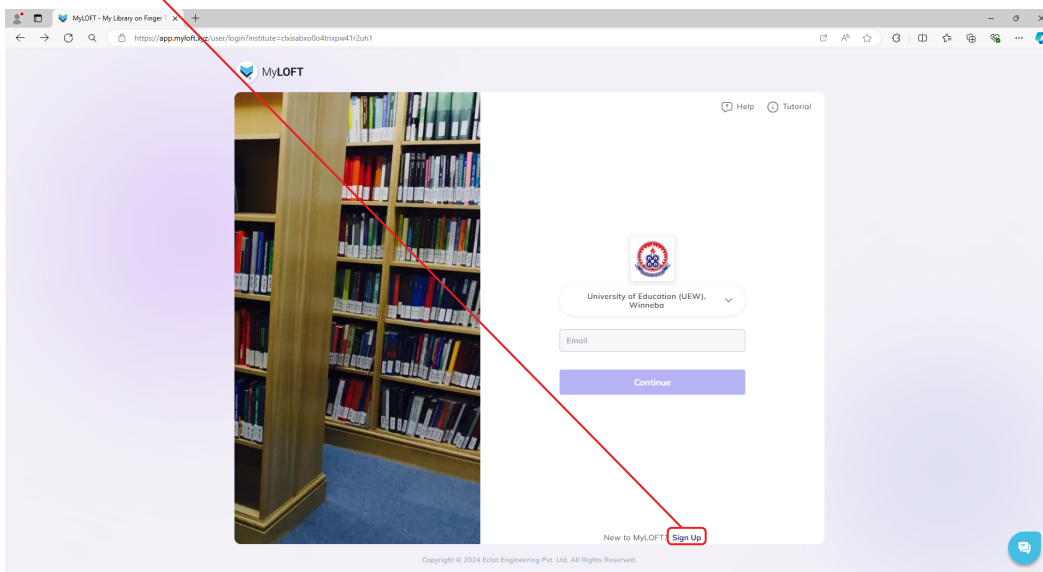 MyLOFT - My Library on Finger T
https://app.myloft.xyz/user/login?institute=clxisabxo0o4trixpw41r2uh1
MyLOFT
Help
Tutorial
University of Education (UEW),
Winneba
Email
Continue
New to MyLOFT? Sign Up
Copyright © 2024 Eclat Engineering Pvt. Ltd. All Rights Reserved.